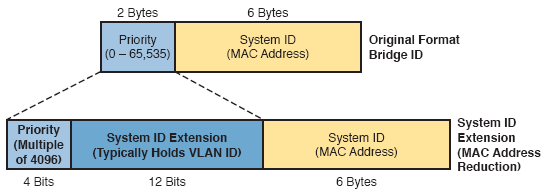 2 Bytes
6 Bytes
Priority
(0 – 65,535)
System ID
(MAC Address)
Original Format
Bridge ID
Priority
(Multiple
of 4096)
System ID Extension
(Typically Holds VLAN ID)
System ID
(MAC Address)
System ID
Extension
(MAC Address
Reduction)
4 Bits
12 Bits
6 Bytes